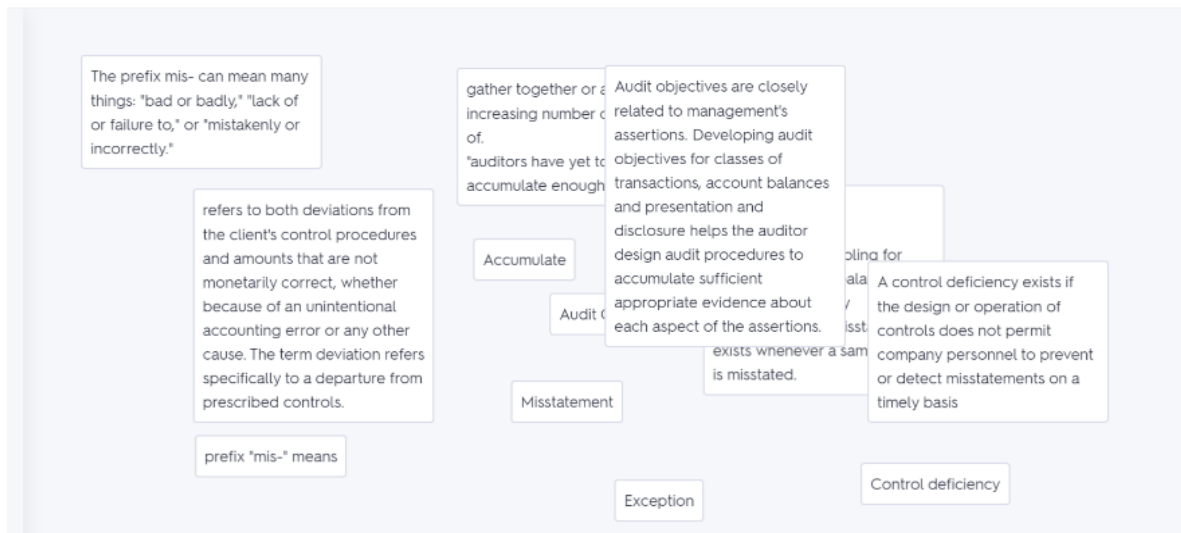 The prefix mis- can mean many
things: "bad or badly," "lack of
or failure to," or "mistakenly or
incorrectly."
refers to both deviations from
the client's control procedures
and amounts that are not
monetarily correct, whether
because of an unintentional
accounting error or any other
cause. The term deviation refers
specifically to a departure from
prescribed controls.
prefix "mis-" means
gather together or
increasing number
of.
"auditors have yet to
accumulate enough
Accumulate
Audit
Misstatement
Exception
Audit objectives are closely
related to management's
assertions. Developing audit
objectives for classes of
transactions, account balances
and presentation and
disclosure helps the auditor
design audit procedures to
accumulate sufficient
appropriate evidence about
each aspect of the assertions.
for
exists whenever a
is misstated.
A control deficiency exists if
the design or operation of
controls does not permit
company personnel to prevent
or detect misstatements on a
timely basis
Control deficiency